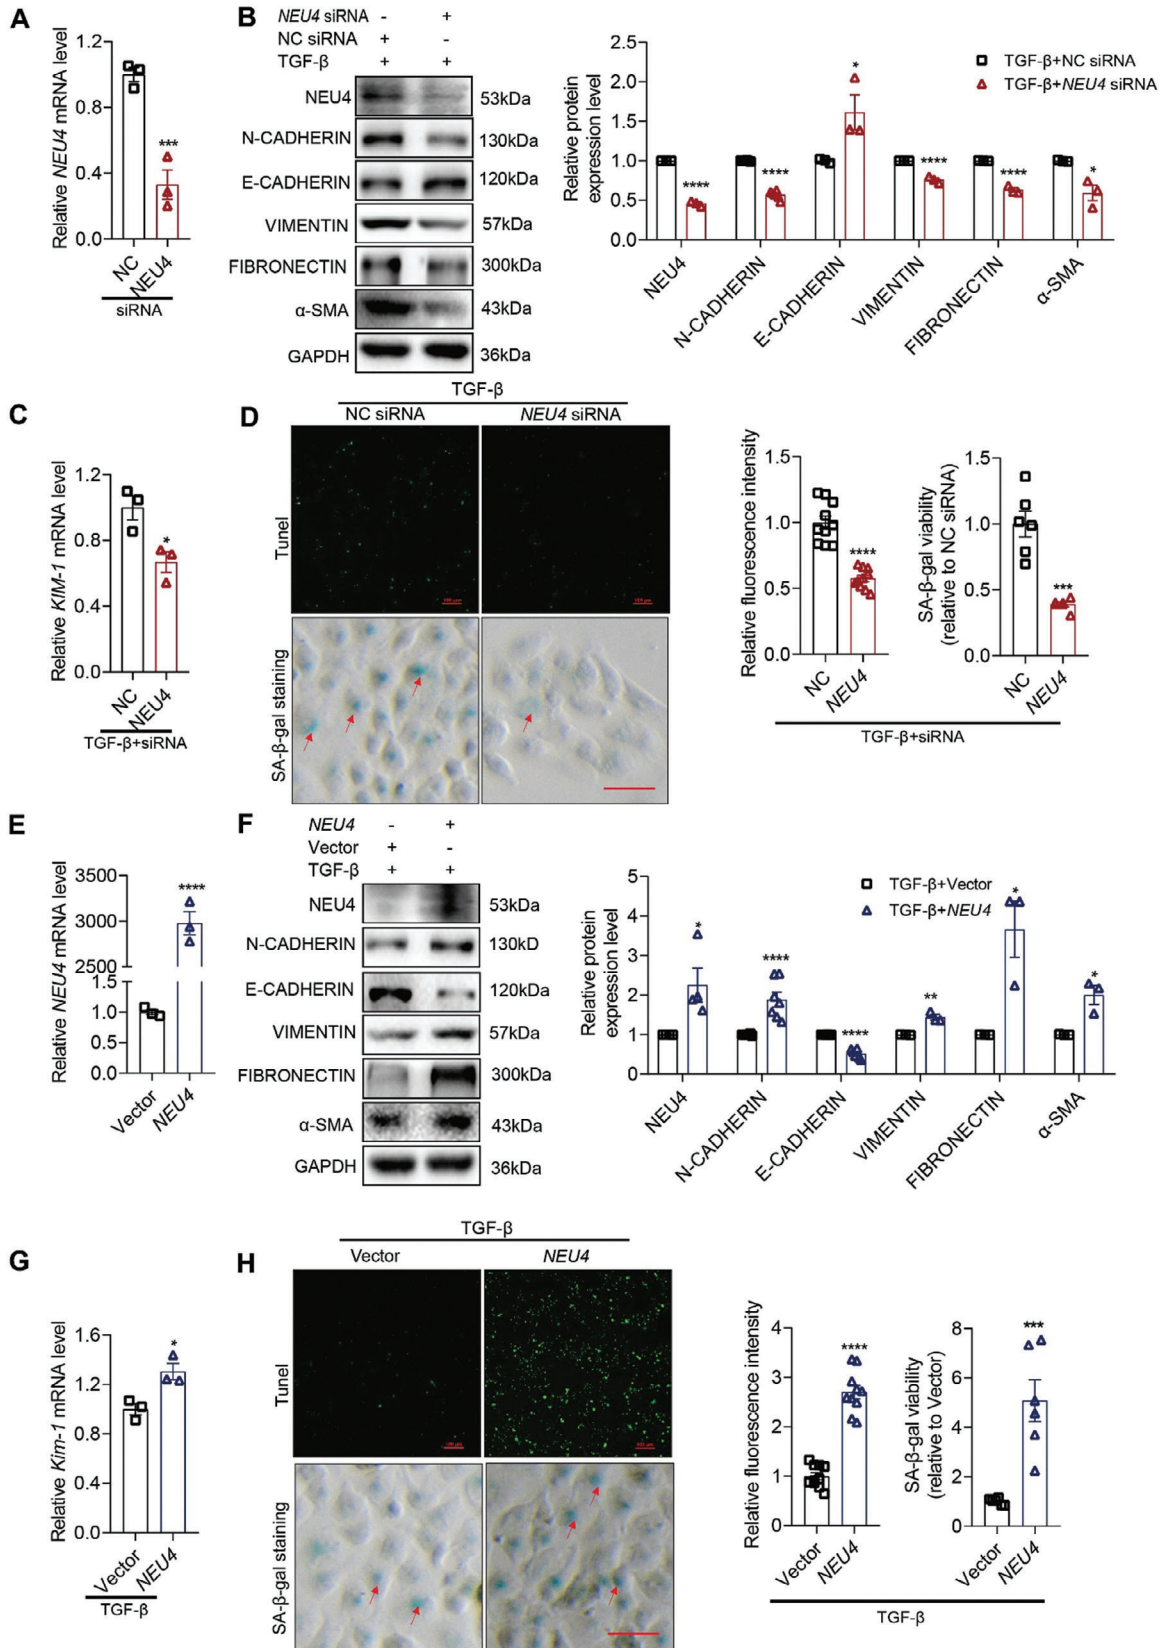 A
Relative NEU4 mRNA level
1.2
0.8
0.4
0.0
***
NC
NEU4
siRNA
B
NEU4 siRNA - +
NC siRNA + -
TGF-β + +
NEU4 53kDa
N-CADHERIN 130kDa
E-CADHERIN 120kDa
VIMENTIN 57kDa
FIBRONECTIN 300kDa
α-SMA 43kDa
GAPDH 36kDa
Relative protein
expression level
2.5
2.0
1.5
1.0
0.5
0.0
TGF-β+NC siRNA
TGF-β+NEU4 siRNA
**** **** * **** **** *
NEU4
N-CADHERIN
E-CADHERIN
VIMENTIN
FIBRONECTIN
α-SMA
C
Relative KIM-1 mRNA level
1.2
0.8
0.4
0.0
*
NC
NEU4
TGF-β+siRNA
D
TGF-β
NC siRNA NEU4 siRNA
Tunel
100 μm
SA-β-gal staining
Relative fluorescence intensity
1.5
1.0
0.5
0.0
****
NC
NEU4
SA-β-gal viability
(relative to NC siRNA)
1.5
1.0
0.5
0.0
***
NC
NEU4
TGF-β+siRNA
E
Relative NEU4 mRNA level
3500
3000
2500
1.5
1.0
0.5
0.0
****
Vector
NEU4
F
NEU4 - +
Vector + -
TGF-β + +
NEU4 53kDa
N-CADHERIN 130kD
E-CADHERIN 120kDa
VIMENTIN 57kDa
FIBRONECTIN 300kDa
α-SMA 43kDa
GAPDH 36kDa
Relative protein
expression level
5
4
3
2
1
0
TGF-β+Vector
TGF-β+NEU4
* **** **** ** * *
NEU4
N-CADHERIN
E-CADHERIN
VIMENTIN
FIBRONECTIN
α-SMA
G
Relative Kim-1 mRNA level
1.6
1.2
0.8
0.4
0.0
*
Vector
NEU4
TGF-β
H
TGF-β
Vector NEU4
Tunel
100 μm
SA-β-gal staining
Relative fluorescence intensity
4
3
2
1
0
****
Vector
NEU4
SA-β-gal viability
(relative to Vector)
8
6
4
2
0
***
Vector
NEU4
TGF-β